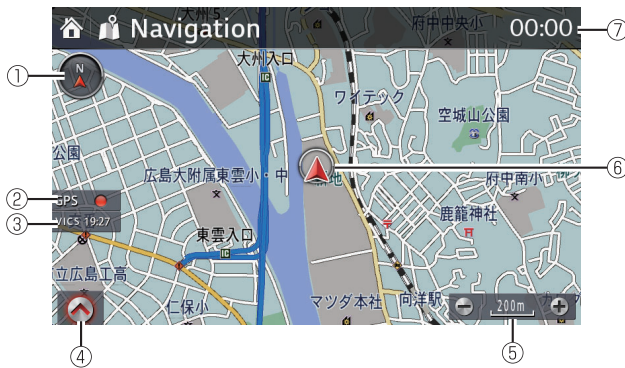 大州5
府中中央小
Navigation
00:00
⑦
大州入口
①
N
IC
ワイテック
空城山公園
公園
⑥
広島大附属東雲小・中
地
府中南小
②
GPS
③
VICS 19:27
鹿籠神社
東雲入口
IC
立広島工高
仁保小
マツダ本社
向洋駅
200m
④
⑤